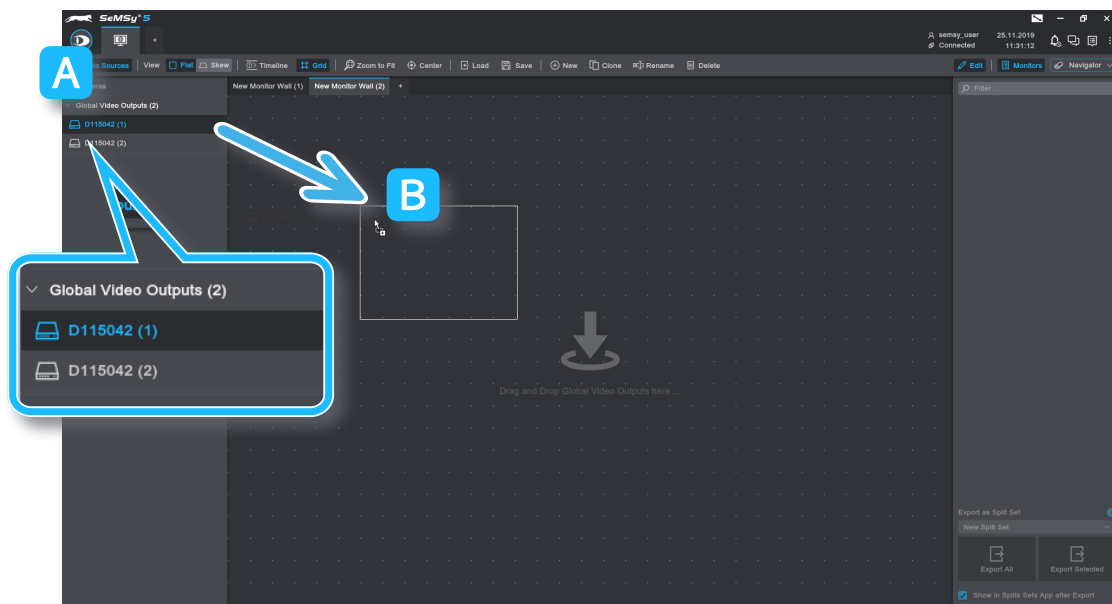 SeMSy® 5
semsy_user 25.11.2019
Connected 11:31:12
Sources View Flat Skew Timeline Grid Zoom to Fit Center Load Save New Clone Rename Delete Edit Monitors Navigator
A
New Monitor Wall (1) New Monitor Wall (2) +
Filter ...
Global Video Outputs (2)
D115042 (1)
D115042 (2)
B
Global Video Outputs (2)
D115042 (1)
D115042 (2)
Drag and Drop Global Video Outputs here ...
Export as Split Set
New Split Set
Export All Export Selected
Show in Splits Sets App after Export